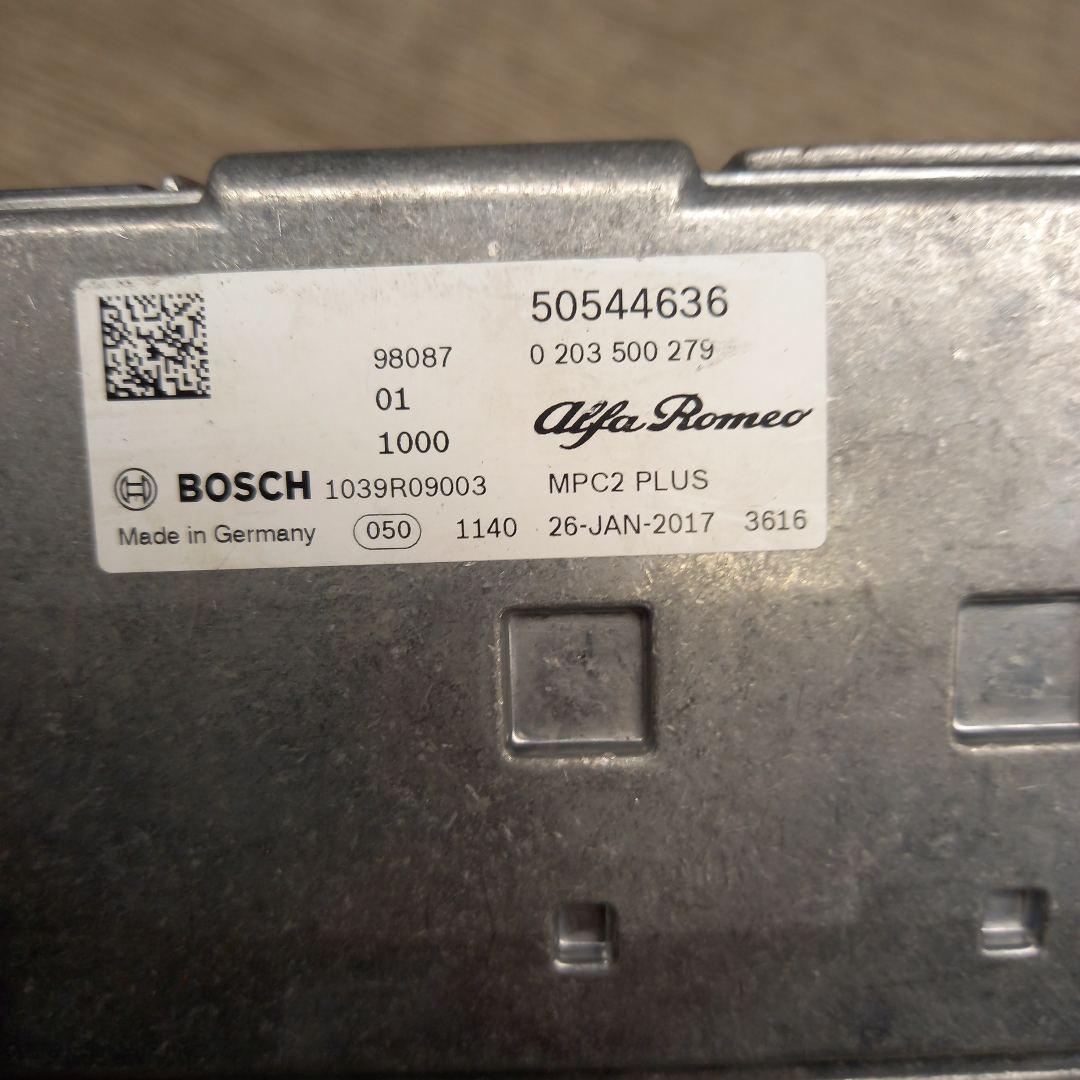 50544636
98087 0 203 500 279
01
Alfa Romeo
1000
BOSCH 1039R09003 MPC2 PLUS
Made in Germany 050 1140 26-JAN-2017 3616